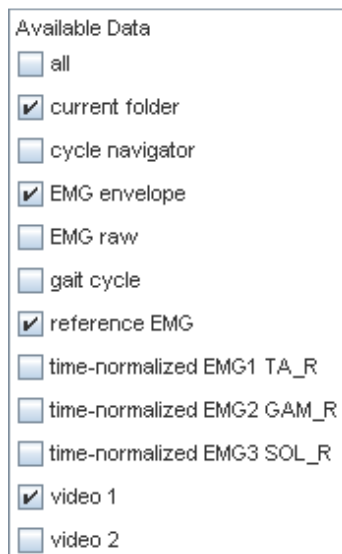 Available Data
all
current folder
cycle navigator
EMG envelope
EMG raw
gait cycle
reference EMG
time-normalized EMG1 TA_R
time-normalized EMG2 GAM_R
time-normalized EMG3 SOL_R
video 1
video 2